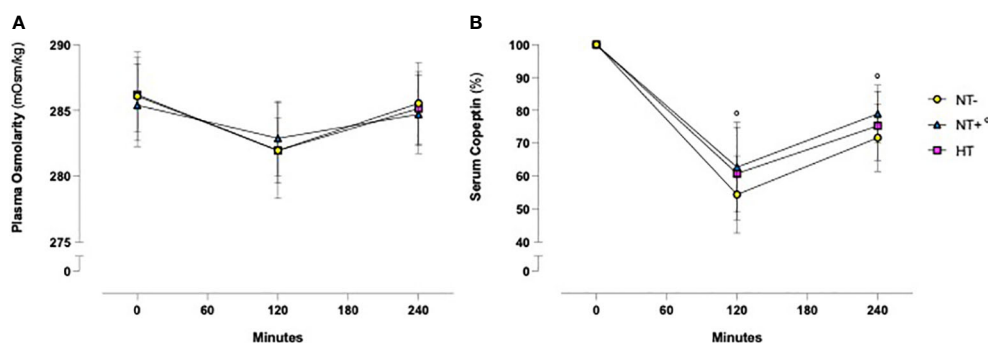 A
Plasma Osmolarity (mOsm/kg)
290
285
280
275
0
0 60 120 180 240
Minutes
B
Serum Copeptin (%)
100
90
80
70
60
50
40
0
0 60 120 180 240
Minutes
°
°
NT-
NT+°
HT